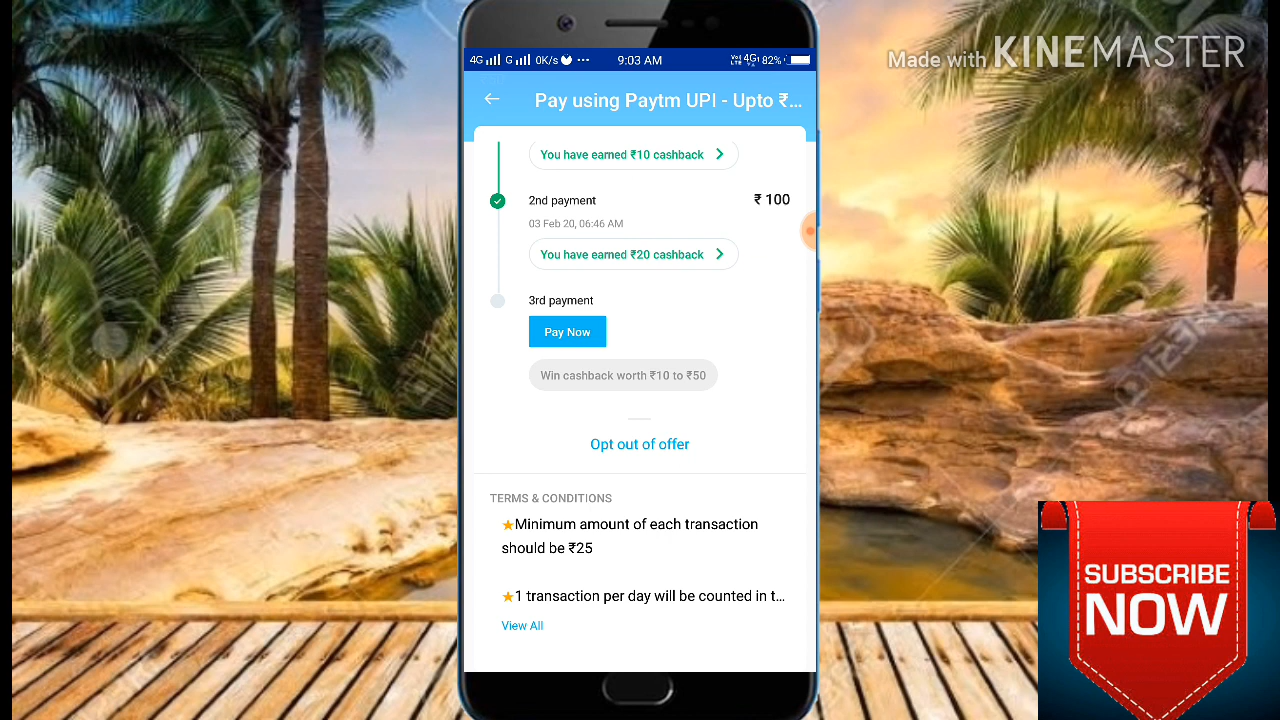 Made with KINEMASTER
4G G 0K/s ••• 9:03 AM VoLTE 4G 82%
← Pay using Paytm UPI - Upto ₹...
You have earned ₹10 cashback >
2nd payment ₹ 100
03 Feb 20, 06:46 AM
You have earned ₹20 cashback >
3rd payment
Pay Now
Win cashback worth ₹10 to ₹50
Opt out of offer
TERMS & CONDITIONS
★Minimum amount of each transaction
should be ₹25
★1 transaction per day will be counted in t...
View All
SUBSCRIBE
NOW
123RF